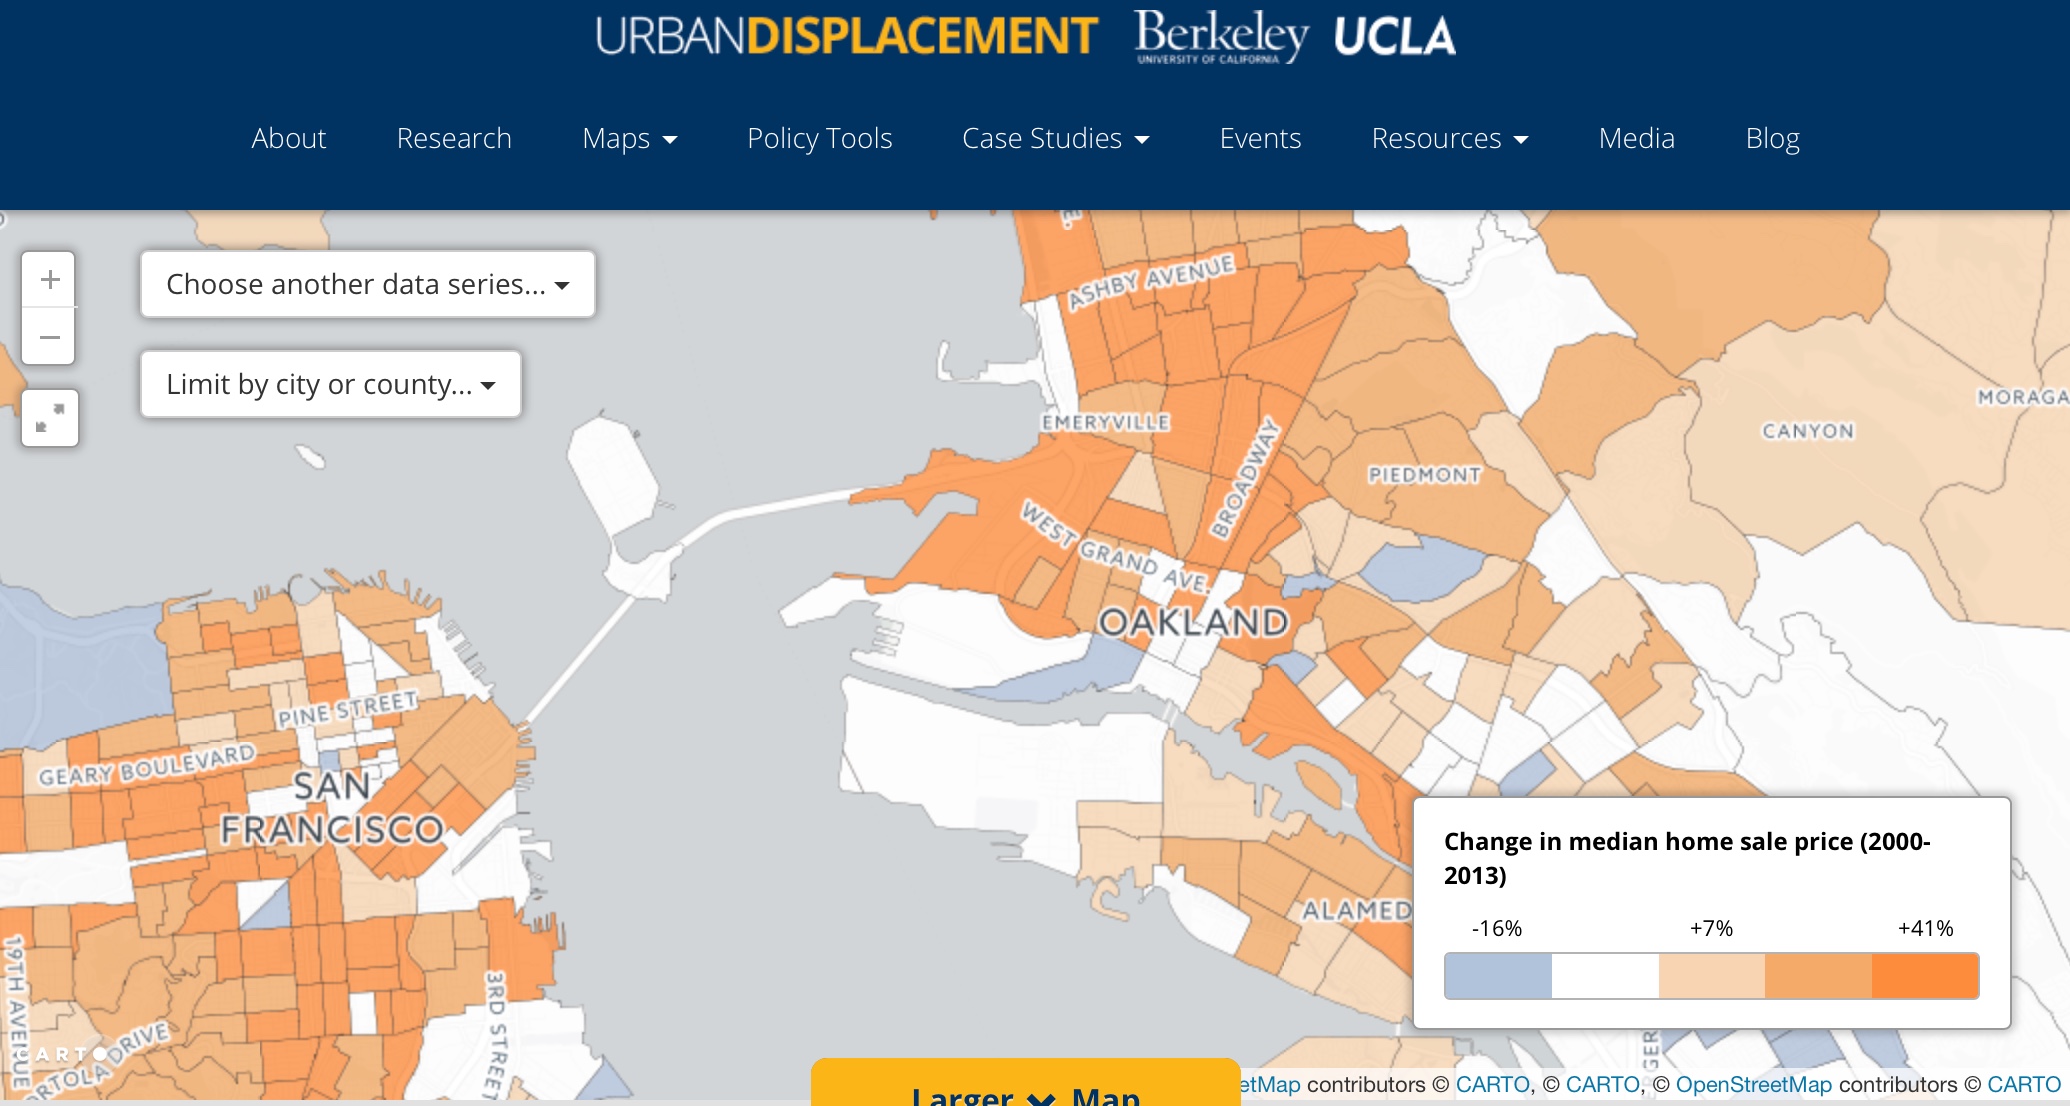 URBANDISPLACEMENT Berkeley UCLA
UNIVERSITY OF CALIFORNIA
About Research Maps Policy Tools Case Studies Events Resources Media Blog
+
−
Choose another data series...
Limit by city or county...
ASHBY AVENUE
EMERYVILLE
BROADWAY
PIEDMONT
CANYON
MORAGA
WEST GRAND AVE.
OAKLAND
PINE STREET
GEARY BOULEVARD
SAN
FRANCISCO
ALAMED
19TH AVENUE
3RD STREET
DRIVE
ORTOLA
CARTO
Change in median home sale price (2000-
2013)
-16% +7% +41%
Larger Map
etMap contributors © CARTO, © CARTO, © OpenStreetMap contributors © CARTO